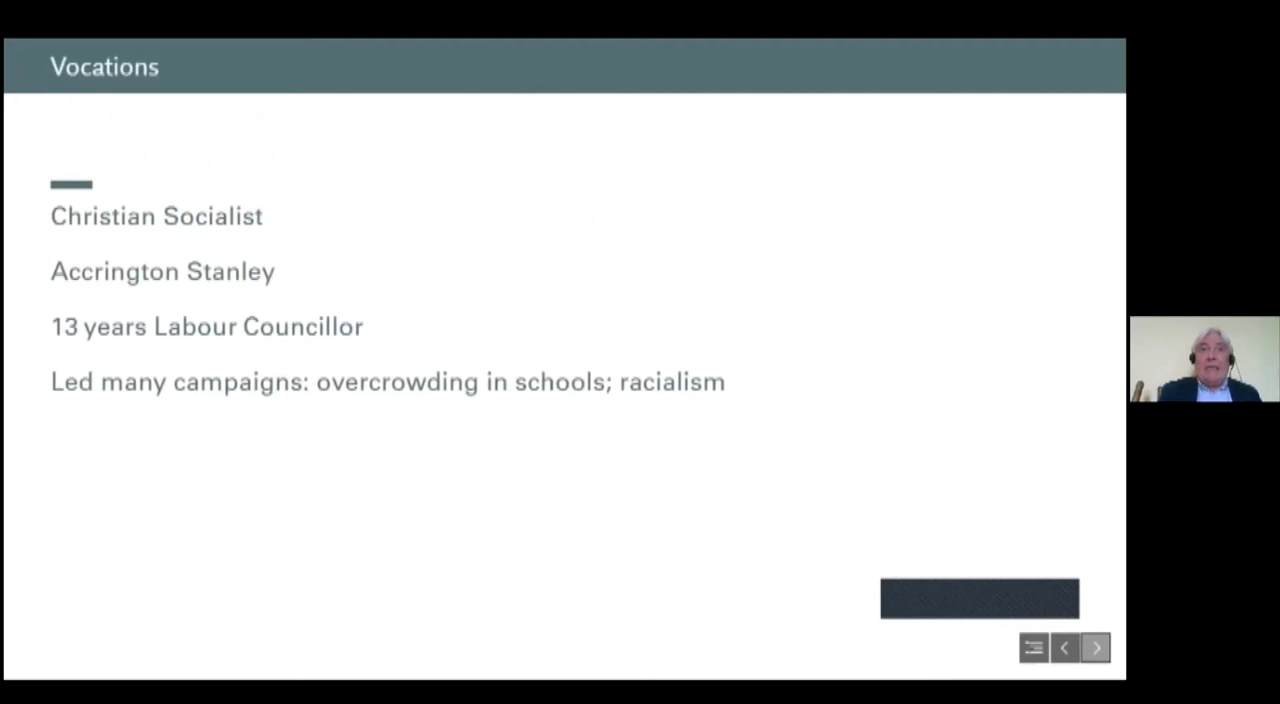 Vocations
Christian Socialist
Accrington Stanley
13 years Labour Councillor
Led many campaigns: overcrowding in schools; racialism